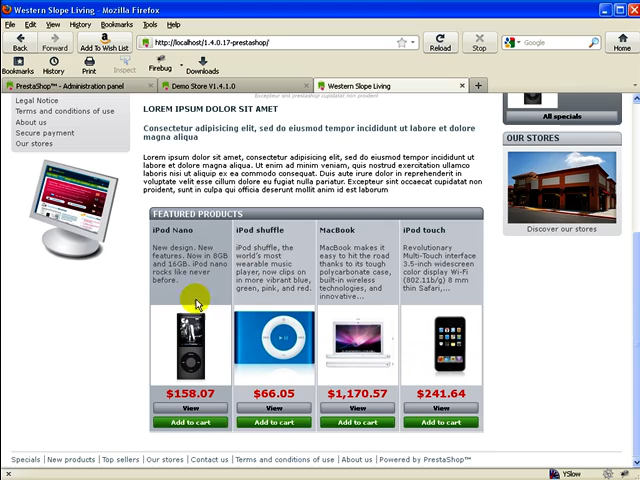 Western Slope Living - Mozilla Firefox
File Edit View History Bookmarks Tools Help
Back Forward Add To Wish List http://localhost/1.4.0.17-prestashop/ Reload Stop Google Home
Bookmarks History Print Inspect Firebug Downloads
PrestaShop™ - Administration panel
Demo Store V1.4.1.0
Western Slope Living
Legal Notice
Terms and conditions of use
About us
Secure payment
Our stores
Excepteur sint prestashop cupidatat non proident
LOREM IPSUM DOLOR SIT AMET
Consectetur adipisicing elit, sed do eiusmod tempor incididunt ut labore et dolore
magna aliqua
Lorem ipsum dolor sit amet, consectetur adipisicing elit, sed do eiusmod tempor incididunt ut
labore et dolore magna aliqua. Ut enim ad minim veniam, quis nostrud exercitation ullamco
laboris nisi ut aliquip ex ea commodo consequat. Duis aute irure dolor in reprehenderit in
voluptate velit esse cillum dolore eu fugiat nulla pariatur. Excepteur sint occaecat cupidatat
non proident, sunt in culpa qui officia deserunt mollit anim id est laborum
All specials
OUR STORES
Discover our stores
FEATURED PRODUCTS
iPod Nano
New design. New
features. Now in 8GB
and 16GB. iPod nano
rocks like never
before.
$158.07
View
Add to cart
iPod shuffle
iPod shuffle, the
world's most
wearable music
player, now clips on
in more vibrant blue,
green, pink, and red.
$66.05
View
Add to cart
MacBook
MacBook makes it
easy to hit the road
thanks to its tough
polycarbonate case,
built-in wireless
technologies, and
innovative...
$1,170.57
View
Add to cart
iPod touch
Revolutionary
Multi-Touch interface
3.5-inch widescreen
color display Wi-Fi
(802.11b/g) 8 mm
thin Safari,...
$241.64
View
Add to cart
Specials | New products | Top sellers | Our stores | Contact us | Terms and conditions of use | About us | Powered by PrestaShop™
YSlow